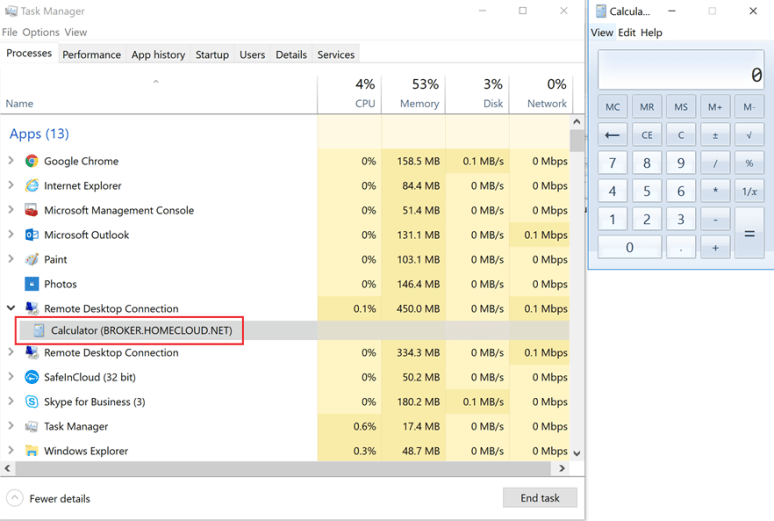 Task Manager
File Options View
Processes Performance App history Startup Users Details Services
4% 53% 3% 0%
Name CPU Memory Disk Network
Apps (13)
Google Chrome 0% 158.5 MB 0.1 MB/s 0 Mbps
Internet Explorer 0% 84.4 MB 0 MB/s 0 Mbps
Microsoft Management Console 0% 51.4 MB 0 MB/s 0 Mbps
Microsoft Outlook 0% 131.1 MB 0 MB/s 0.1 Mbps
Paint 0% 103.1 MB 0 MB/s 0 Mbps
Photos 0% 146.4 MB 0 MB/s 0 Mbps
Remote Desktop Connection 0.1% 450.0 MB 0 MB/s 0.1 Mbps
Calculator (BROKER.HOMECLOUD.NET)
Remote Desktop Connection 0% 334.3 MB 0 MB/s 0.1 Mbps
SafeInCloud (32 bit) 0% 50.2 MB 0 MB/s 0 Mbps
Skype for Business (3) 0% 180.2 MB 0.1 MB/s 0 Mbps
Task Manager 0.6% 17.4 MB 0 MB/s 0 Mbps
Windows Explorer 0.3% 48.7 MB 0 MB/s 0 Mbps
Fewer details End task
Calcula...
View Edit Help
0
MC MR MS M+ M-
← CE C ± √
7 8 9 / %
4 5 6 * 1/x
1 2 3 - =
0 . +